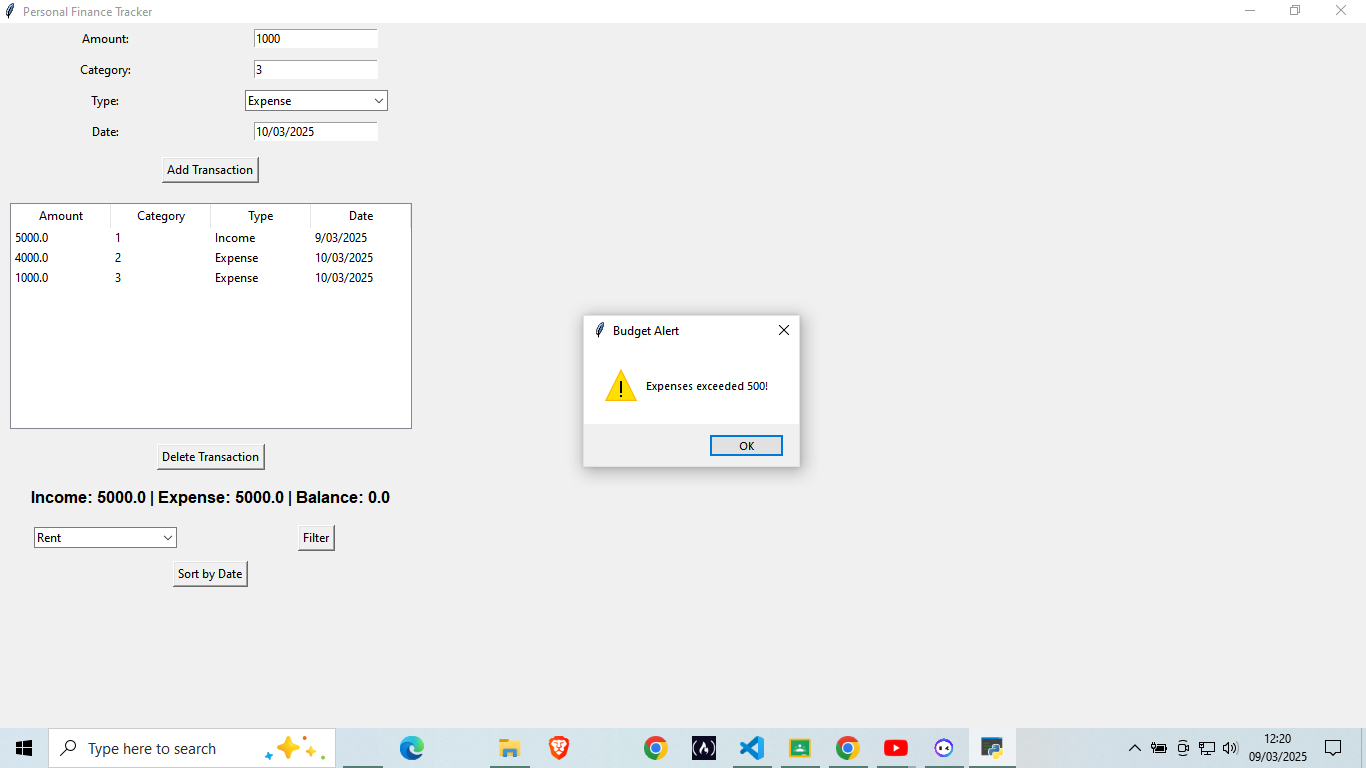 Personal Finance Tracker
Amount: 1000
Category: 3
Type: Expense
Date: 10/03/2025
Add Transaction
Amount Category Type Date
5000.0 1 Income 9/03/2025
4000.0 2 Expense 10/03/2025
1000.0 3 Expense 10/03/2025
Budget Alert
Expenses exceeded 500!
OK
Delete Transaction
Income: 5000.0 | Expense: 5000.0 | Balance: 0.0
Rent Filter
Sort by Date
Type here to search
12:20
09/03/2025